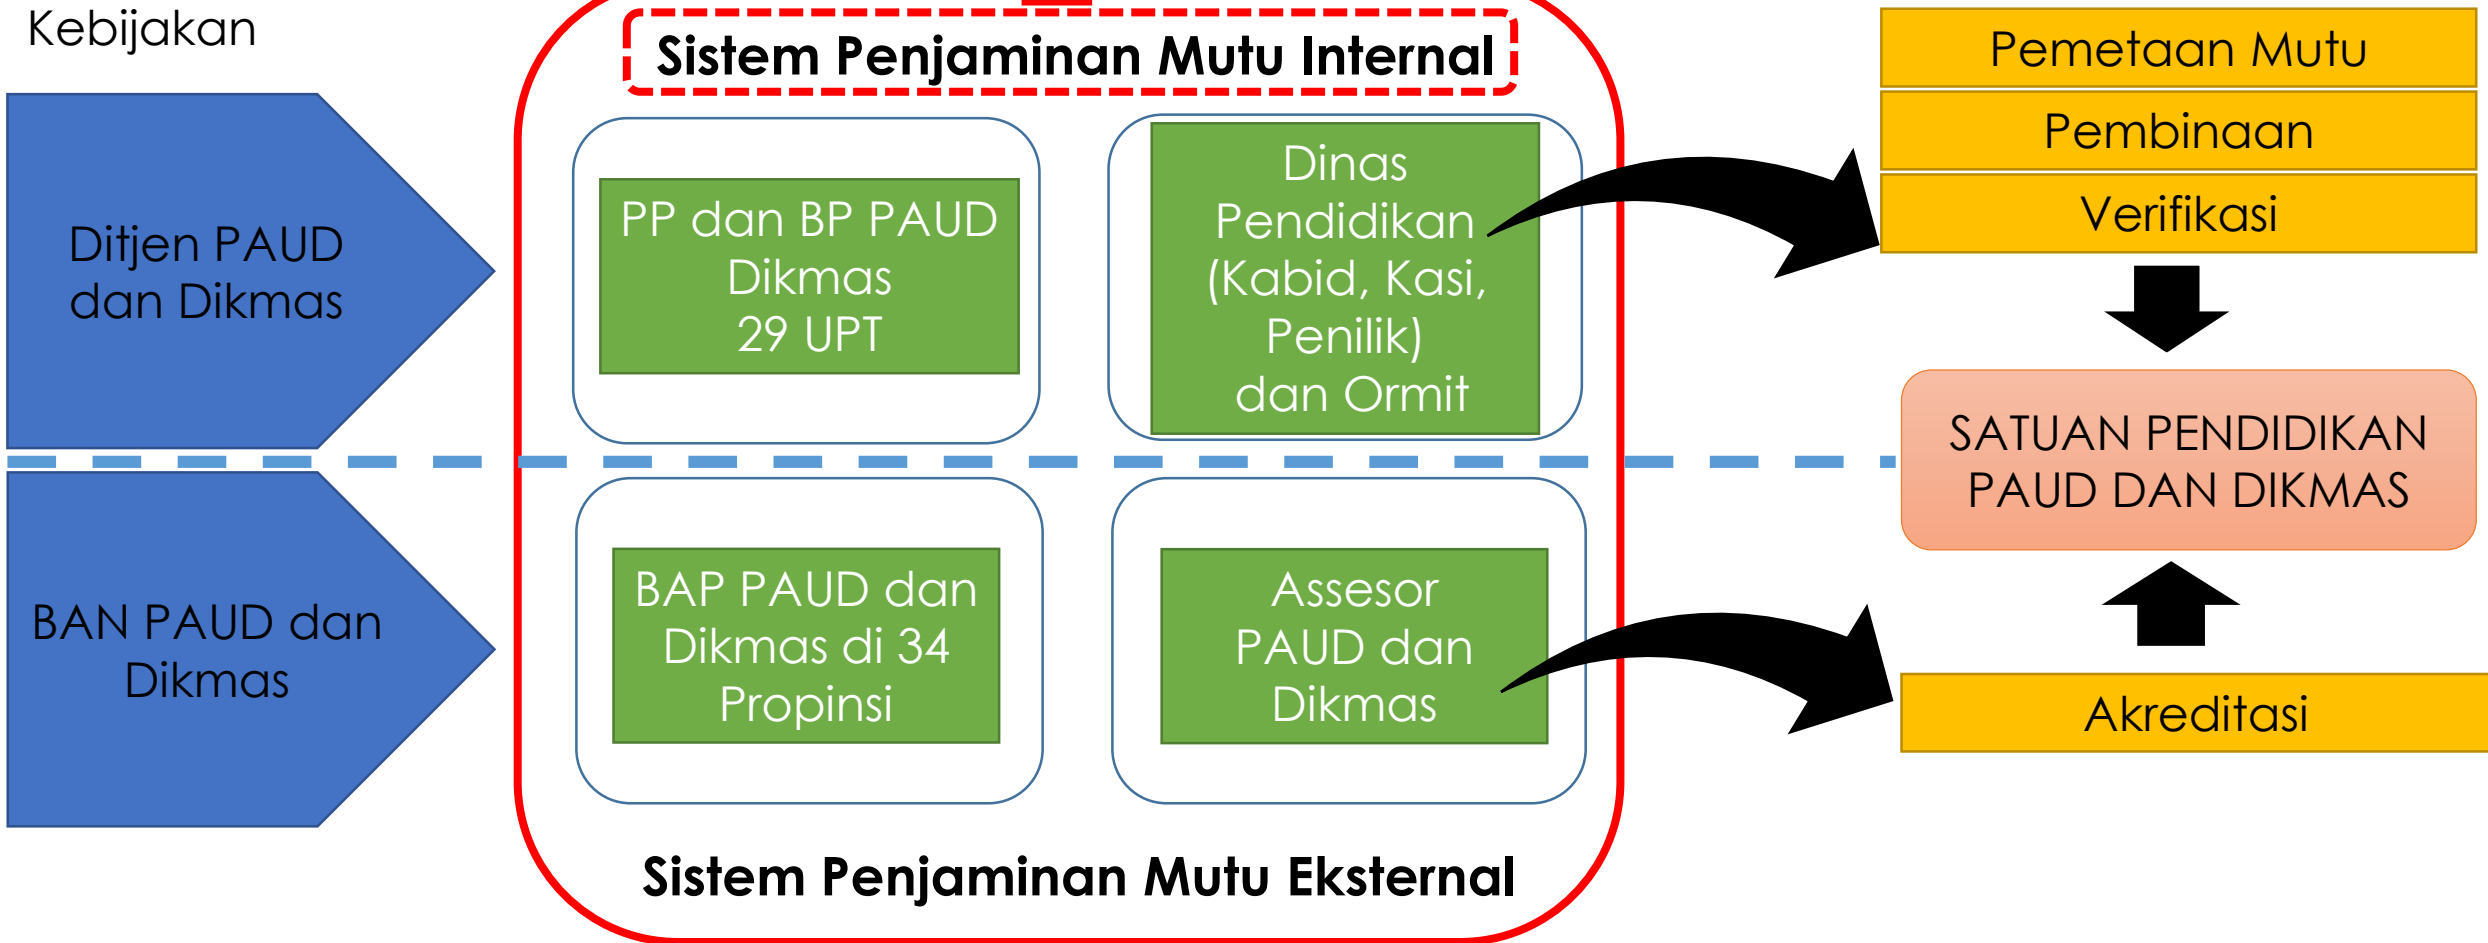 Kebijakan
Sistem Penjaminan Mutu Internal
Ditjen PAUD
dan Dikmas
PP dan BP PAUD
Dikmas
29 UPT
Dinas
Pendidikan
(Kabid, Kasi,
Penilik)
dan Ormit
Pemetaan Mutu
Pembinaan
Verifikasi
SATUAN PENDIDIKAN
PAUD DAN DIKMAS
BAN PAUD dan
Dikmas
BAP PAUD dan
Dikmas di 34
Propinsi
Assesor
PAUD dan
Dikmas
Akreditasi
Sistem Penjaminan Mutu Eksternal